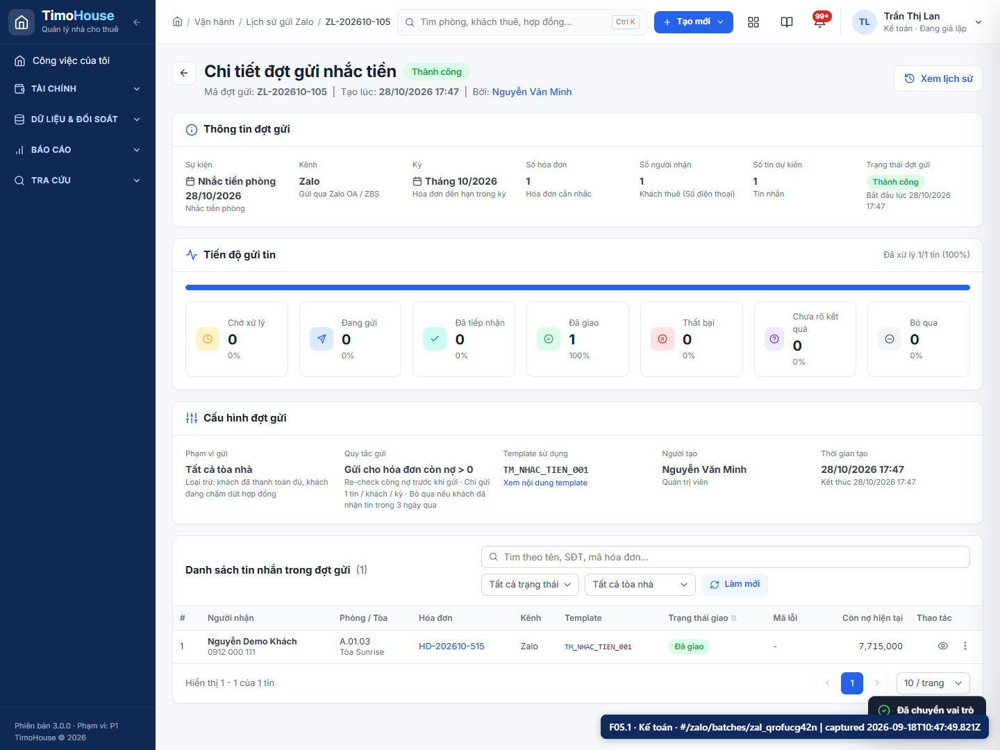 TimoHouse
Quản lý nhà cho thuê
Công việc của tôi
TÀI CHÍNH
DỮ LIỆU & ĐỐI SOÁT
BÁO CÁO
TRA CỨU
Phiên bản 3.0.0 · Phạm vi: P1
TimoHouse © 2026
/ Vận hành / Lịch sử gửi Zalo / ZL-202610-105
Tìm phòng, khách thuê, hợp đồng...
Ctrl K
Tạo mới
99+
TL
Trần Thị Lan
Kế toán · Đang giả lập
Chi tiết đợt gửi nhắc tiền
Thành công
Mã đợt gửi: ZL-202610-105 | Tạo lúc: 28/10/2026 17:47 | Bởi: Nguyễn Văn Minh
Xem lịch sử
Thông tin đợt gửi
Sự kiện
Nhắc tiền phòng
28/10/2026
Nhắc tiền phòng
Kênh
Zalo
Gửi qua Zalo OA / ZBS
Kỳ
Tháng 10/2026
Hóa đơn đến hạn trong kỳ
Số hóa đơn
1
Hóa đơn cần nhắc
Số người nhận
1
Khách thuê (Số điện thoại)
Số tin dự kiến
1
Tin nhắn
Trạng thái đợt gửi
Thành công
Bắt đầu lúc 28/10/2026
17:47
Tiến độ gửi tin
Đã xử lý 1/1 tin (100%)
Chờ xử lý
0
0%
Đang gửi
0
0%
Đã tiếp nhận
0
0%
Đã giao
1
100%
Thất bại
0
0%
Chưa rõ kết
quả
0
0%
Bỏ qua
0
0%
Cấu hình đợt gửi
Phạm vi gửi
Tất cả tòa nhà
Loại trừ: khách đã thanh toán đủ, khách
đang chấm dứt hợp đồng
Quy tắc gửi
Gửi cho hóa đơn còn nợ > 0
Re-check công nợ trước khi gửi · Chỉ gửi
1 tin / khách / kỳ · Bỏ qua nếu khách đã
nhận tin trong 3 ngày qua
Template sử dụng
TM_NHAC_TIEN_001
Xem nội dung template
Người tạo
Nguyễn Văn Minh
Quản trị viên
Thời gian tạo
28/10/2026 17:47
Kết thúc 28/10/2026 17:47
Danh sách tin nhắn trong đợt gửi (1)
Tìm theo tên, SĐT, mã hóa đơn...
Tất cả trạng thái
Tất cả tòa nhà
Làm mới
# Người nhận Phòng / Tòa Hóa đơn Kênh Template Trạng thái giao Mã lỗi Còn nợ hiện tại Thao tác
1 Nguyễn Demo Khách A.01.03 HD-202610-515 Zalo TM_NHAC_TIEN_001 Đã giao - 7,715,000
0912 000 111 Tòa Sunrise
Hiển thị 1 - 1 của 1 tin
1
10 / trang
Đã chuyển vai trò
F05.1 · Kế toán · #/zalo/batches/zal_qrofucg42n | captured 2026-09-18T10:47:49.821Z